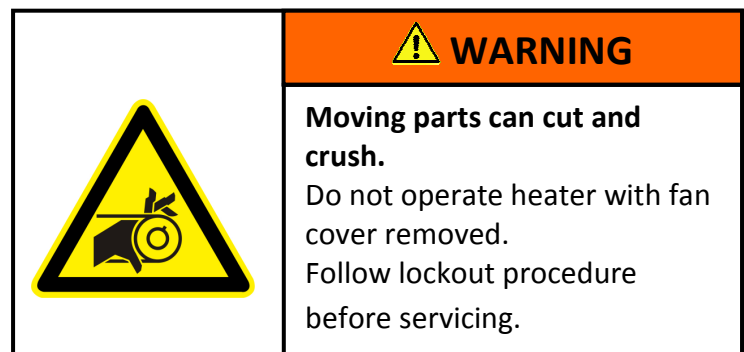 WARNING
Moving parts can cut and
crush.
Do not operate heater with fan
cover removed.
Follow lockout procedure
before servicing.